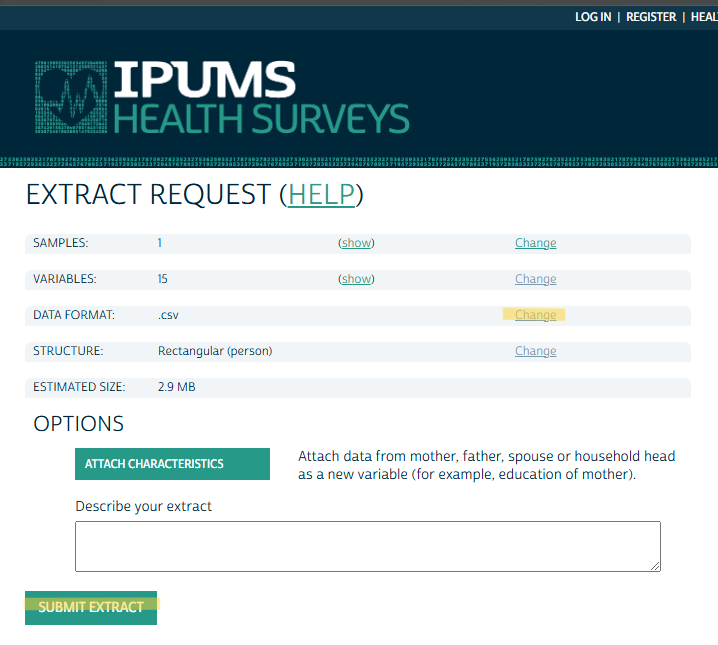 LOG IN | REGISTER | HEAL
IPUMS
HEALTH SURVEYS
EXTRACT REQUEST (HELP)
SAMPLES: 1 (show) Change
VARIABLES: 15 (show) Change
DATA FORMAT: .csv Change
STRUCTURE: Rectangular (person) Change
ESTIMATED SIZE: 2.9 MB
OPTIONS
ATTACH CHARACTERISTICS
Attach data from mother, father, spouse or household head
as a new variable (for example, education of mother).
Describe your extract
SUBMIT EXTRACT